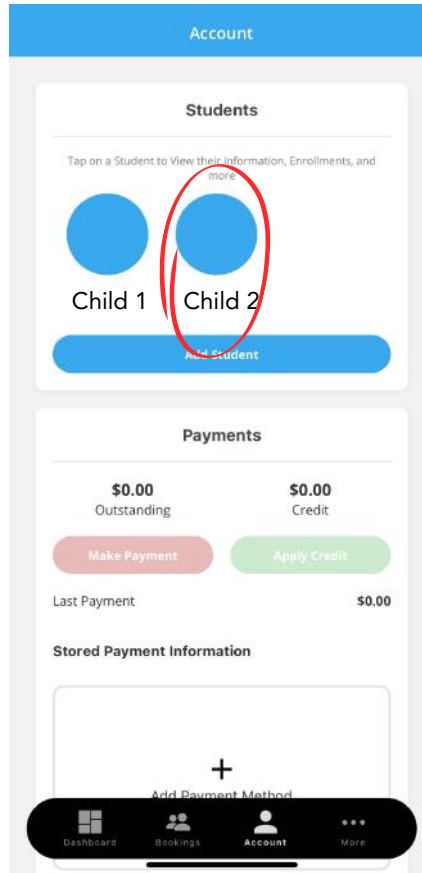 Account
Students
Tap on a Student to View their Information, Enrollments, and
more
Child 1 Child 2
Add Student
Payments
$0.00 $0.00
Outstanding Credit
Make Payment Apply Credit
Last Payment $0.00
Stored Payment Information
+
Add Payment Method
Dashboard Bookings Account More